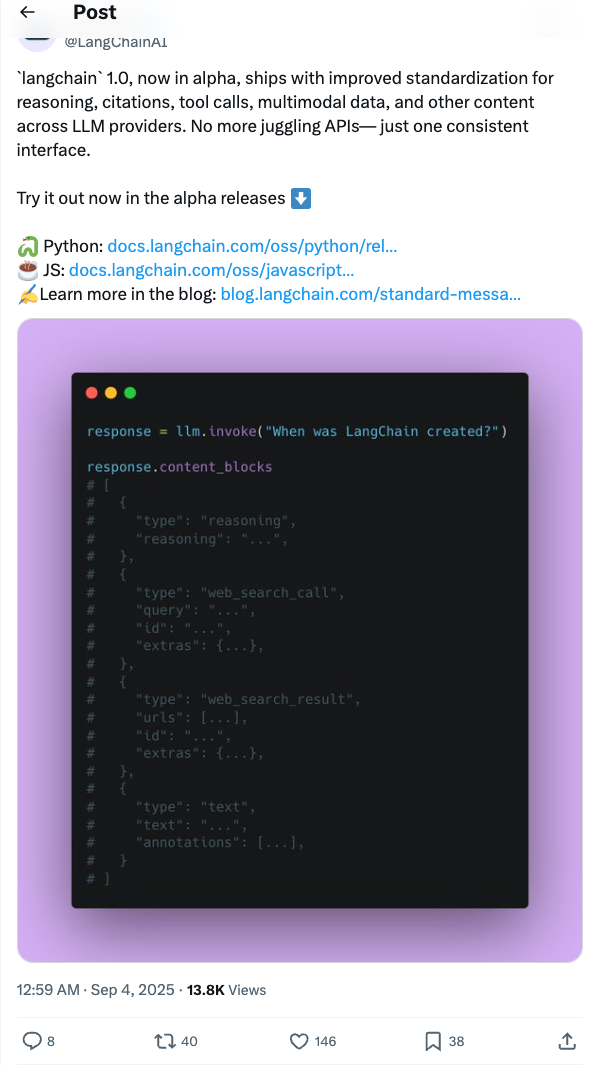 Post
@LangChainAI
`langchain` 1.0, now in alpha, ships with improved standardization for
reasoning, citations, tool calls, multimodal data, and other content
across LLM providers. No more juggling APIs— just one consistent
interface.
Try it out now in the alpha releases ⬇️
🐍 Python: docs.langchain.com/oss/python/rel...
☕ JS: docs.langchain.com/oss/javascript...
✍️Learn more in the blog: blog.langchain.com/standard-messa...
response = llm.invoke("When was LangChain created?")
response.content_blocks
# [
#   {
#     "type": "reasoning",
#     "reasoning": "...",
#   },
#   {
#     "type": "web_search_call",
#     "query": "...",
#     "id": "...",
#     "extras": {...},
#   },
#   {
#     "type": "web_search_result",
#     "urls": [...],
#     "id": "...",
#     "extras": {...},
#   },
#   {
#     "type": "text",
#     "text": "...",
#     "annotations": [...],
#   }
# ]
12:59 AM · Sep 4, 2025 · 13.8K Views
8 40 146 38